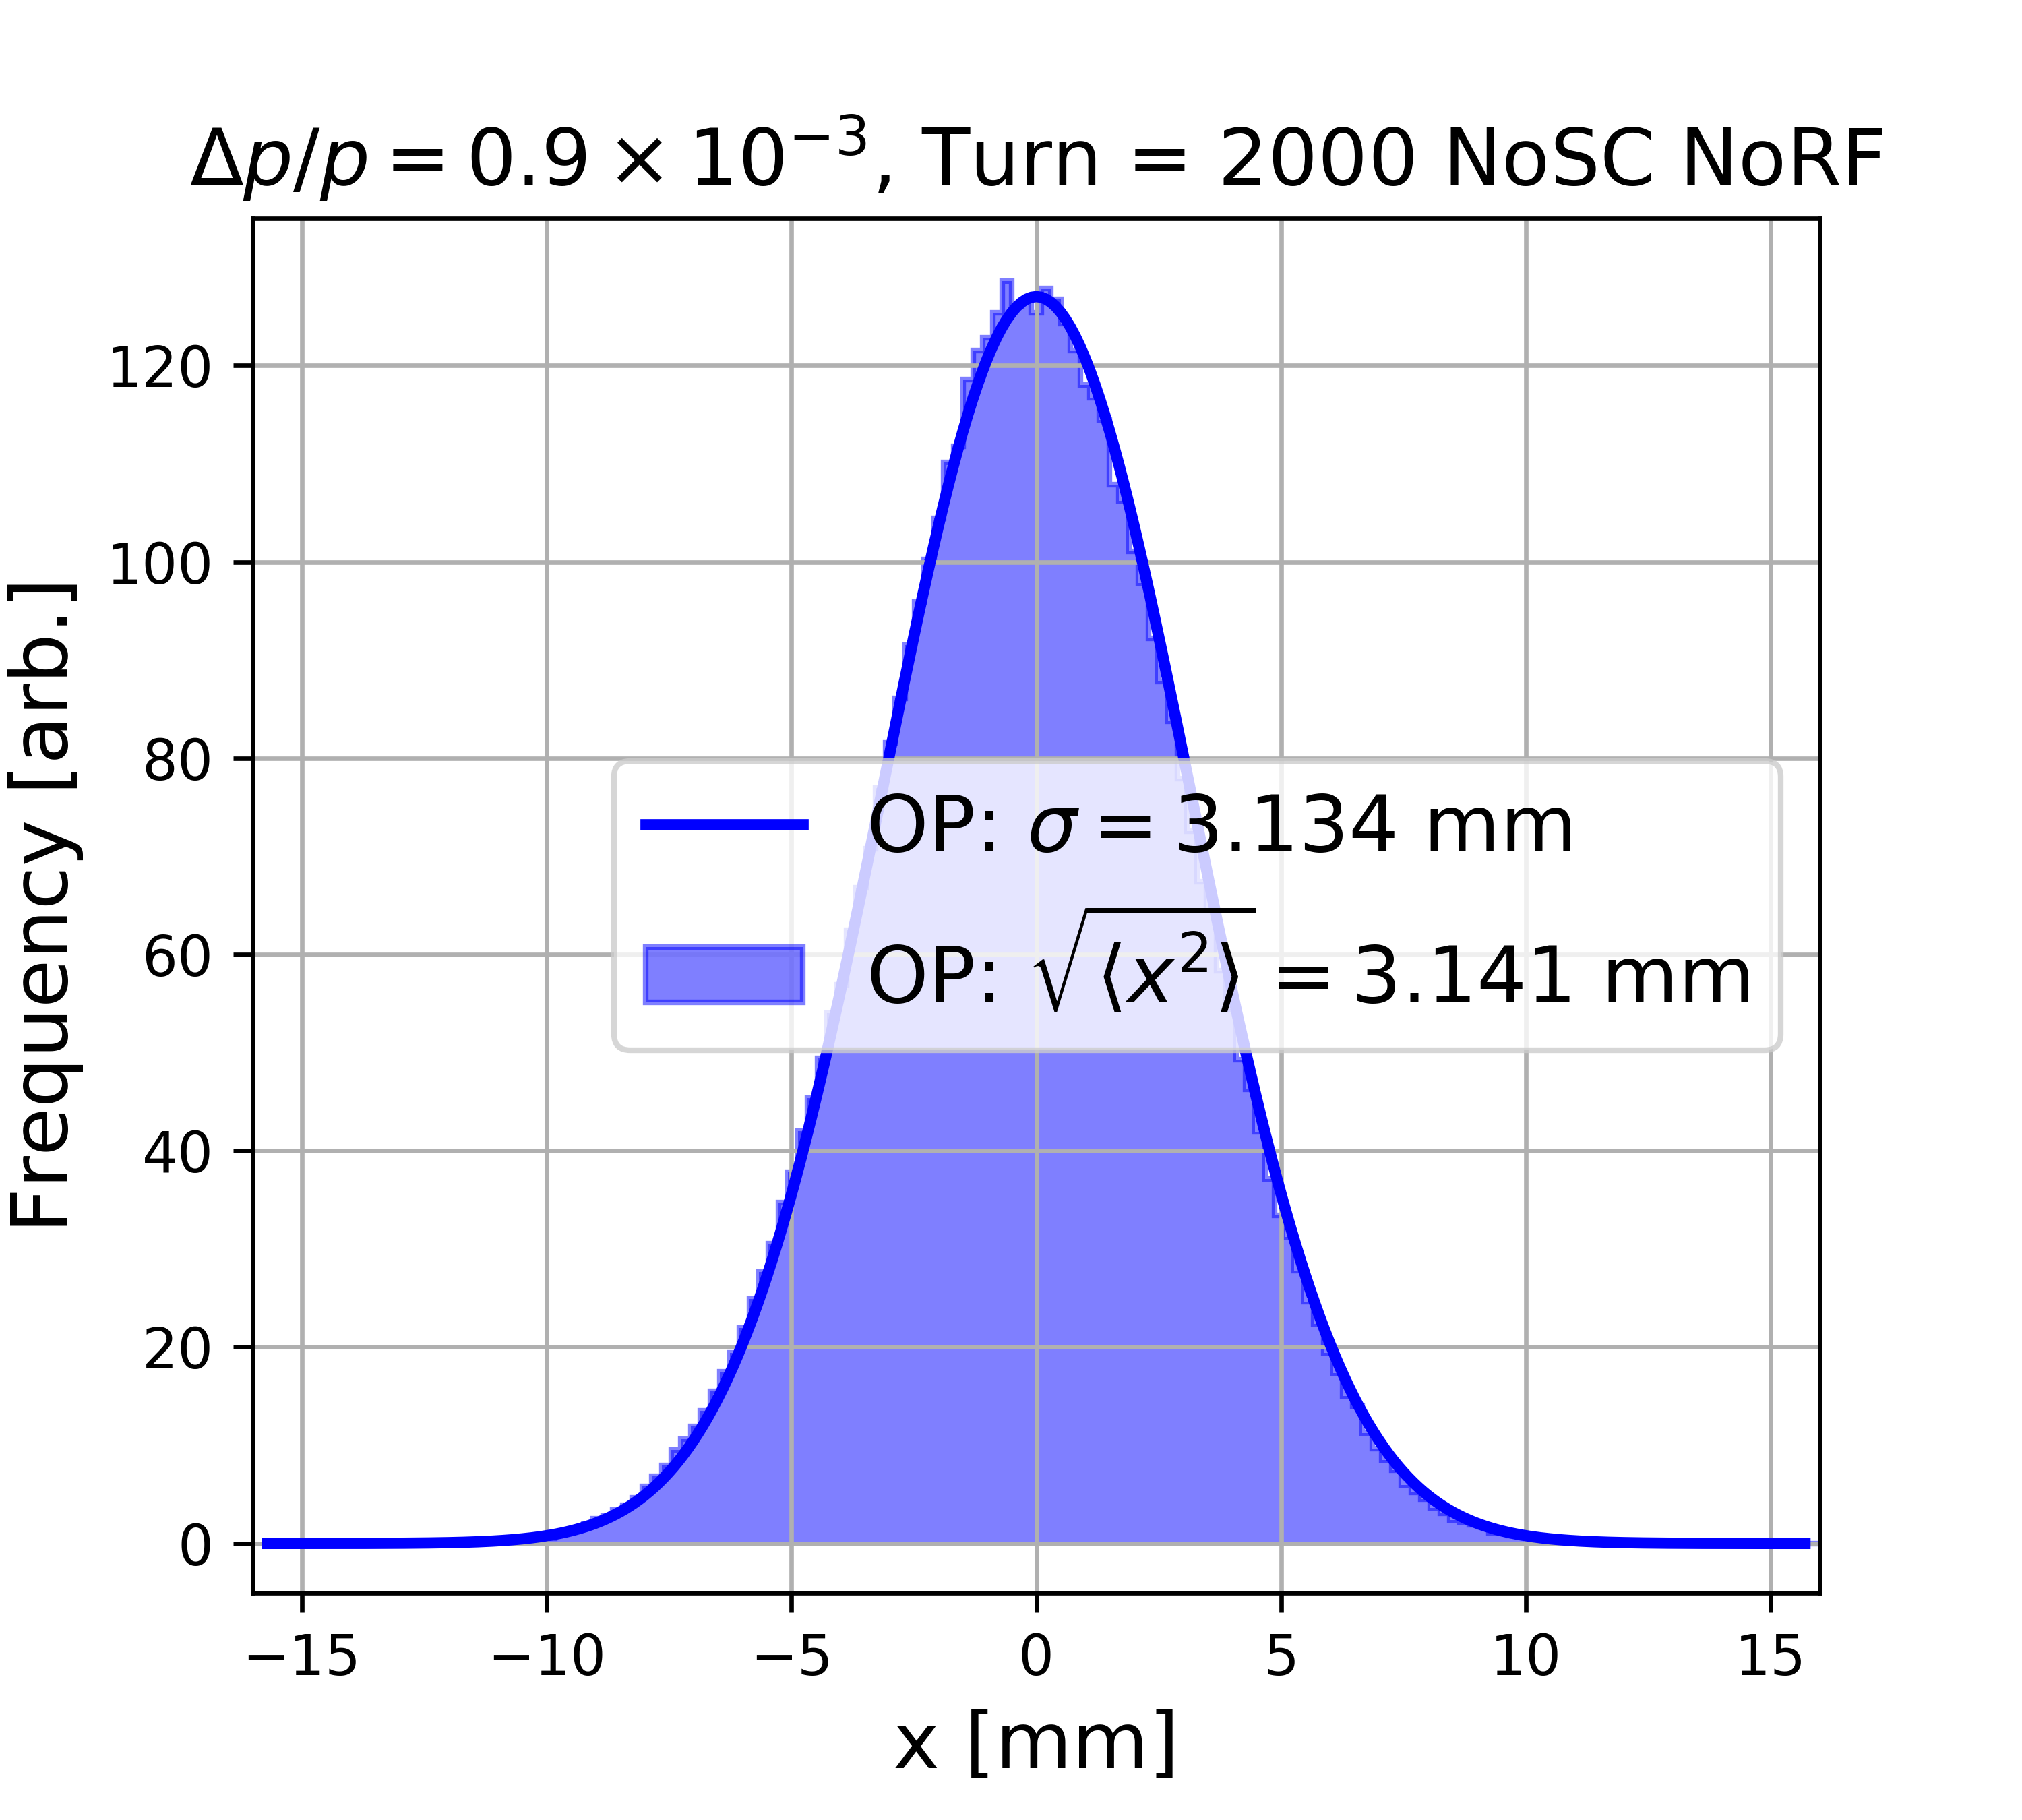 Δp/p = 0.9 × 10⁻³, Turn = 2000 NoSC NoRF
Frequency [arb.]
120
100
80
60
40
20
0
OP: σ = 3.134 mm
OP: √⟨x²⟩ = 3.141 mm
−15 −10 −5 0 5 10 15
x [mm]